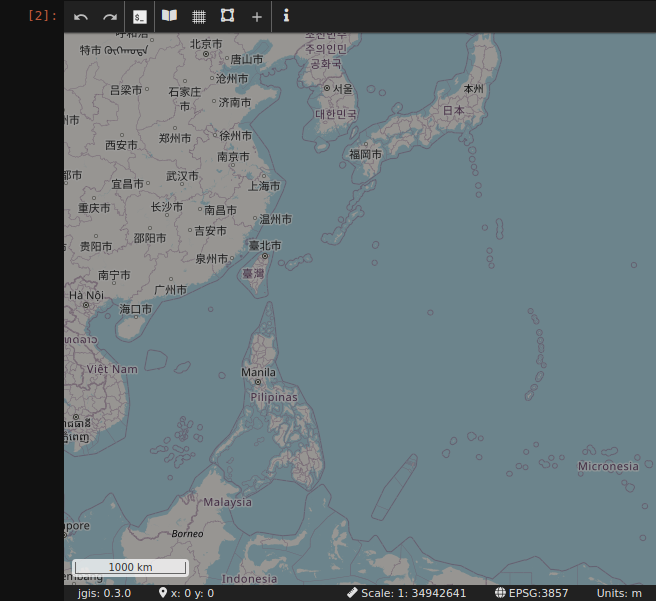 [2]:
조선민주
주의인민
공화국
北京市
特市
唐山市
沧州市
吕梁市
石家庄
市
济南市
서울
대한민국
本州
日本
州市
西安市
郑州市
徐州市
南京市
福岡市
都市
宜昌市
武汉市
上海市
重庆市
长沙市
南昌市
温州市
贵阳市
邵阳市
吉安市
臺北市
泉州市
臺灣
南宁市
广州市
Hà Nội
海口市
Việt Nam
Manila
Pilipinas
Micronesia
Malaysia
apore
Borneo
1000 km
embang
Indonesia
jgis: 0.3.0
x: 0 y: 0
Scale: 1: 34942641
EPSG:3857
Units: m